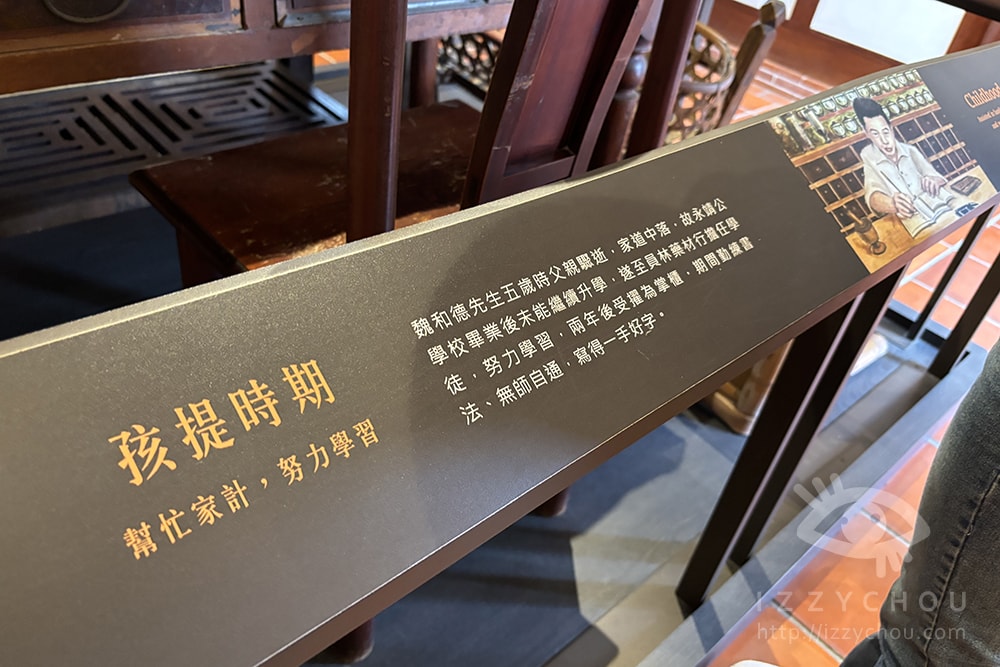 孩提時期
幫忙家計，努力學習
魏和德先生五歲時父親驟逝，家道中落，故永靖公
學校畢業後未能繼續升學，遂至員林藥材行擔任學
徒，努力學習，兩年後受擢為掌櫃，期間勤練書
法、無師自通，寫得一手好字。
Childhood
IZZYCHOU
http://izzychou.com